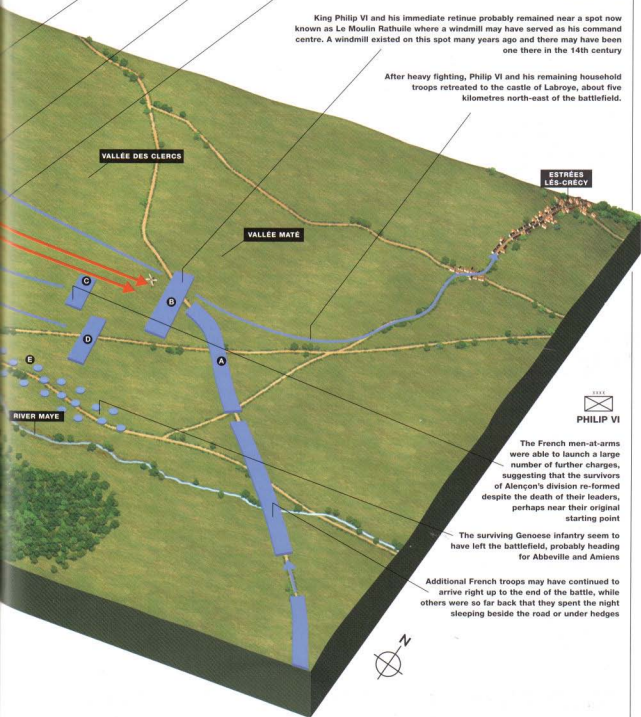 King Philip VI and his immediate retinue probably remained near a spot now
known as Le Moulin Rathuile where a windmill may have served as his command
centre. A windmill existed on this spot many years ago and there may have been
one there in the 14th century
After heavy fighting, Philip VI and his remaining household
troops retreated to the castle of Labroye, about five
kilometres north-east of the battlefield.
VALLÉE DES CLERCS
ESTRÉES
LÈS-CRÉCY
VALLÉE MATÉ
C
B
D
A
E
RIVER MAYE
XXXX
PHILIP VI
The French men-at-arms
were able to launch a large
number of further charges,
suggesting that the survivors
of Alençon's division re-formed
despite the death of their leaders,
perhaps near their original
starting point
The surviving Genoese infantry seem to
have left the battlefield, probably heading
for Abbeville and Amiens
Additional French troops may have continued to
arrive right up to the end of the battle, while
others were so far back that they spent the night
sleeping beside the road or under hedges
N